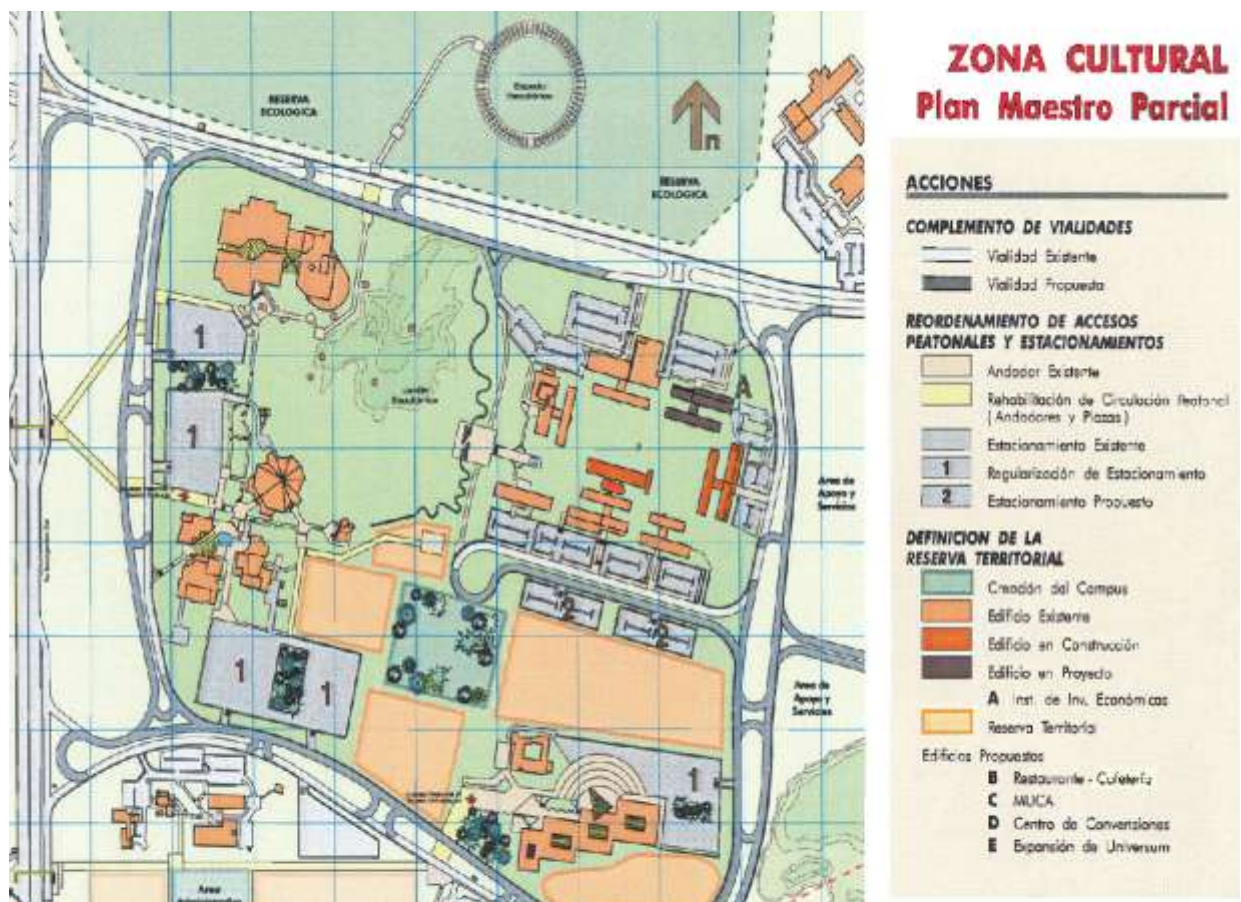 ZONA CULTURAL
Plan Maestro Parcial
ACCIONES
COMPLEMENTO DE VIALIDADES
Vialidad Existente
Vialidad Propuesta
REORDENAMIENTO DE ACCESOS
PEATONALES Y ESTACIONAMIENTOS
Andador Existente
Rehabilitación de Circulación Peatonal
(Andadores y Plazas)
Estacionamiento Existente
1 Regularización de Estacionamiento
2 Estacionamiento Propuesto
DEFINICION DE LA
RESERVA TERRITORIAL
Creación del Campus
Edificio Existente
Edificio en Construcción
Edificio en Proyecto
A Inst. de Inv. Económicas
Reserva Territorial
Edificios Propuestos
B Restaurante - Cafetería
C MUCA
D Centro de Convenciones
E Expansión de Universum
RESERVA
ECOLOGICA
Espacio
Escultórico
n
RESERVA
ECOLOGICA
1
A
1
Area de
Apoyo y
Servicios
2
2
1
1
Area de
Apoyo y
Servicios
1
Area